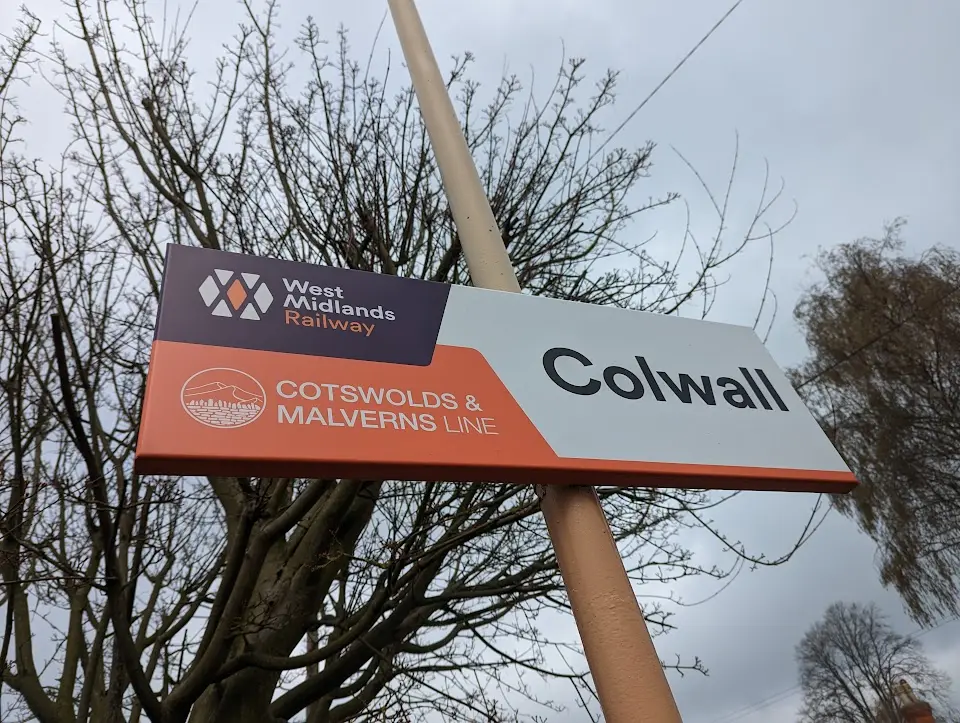 West
Midlands
Railway
COTSWOLDS &
MALVERNS LINE
Colwall